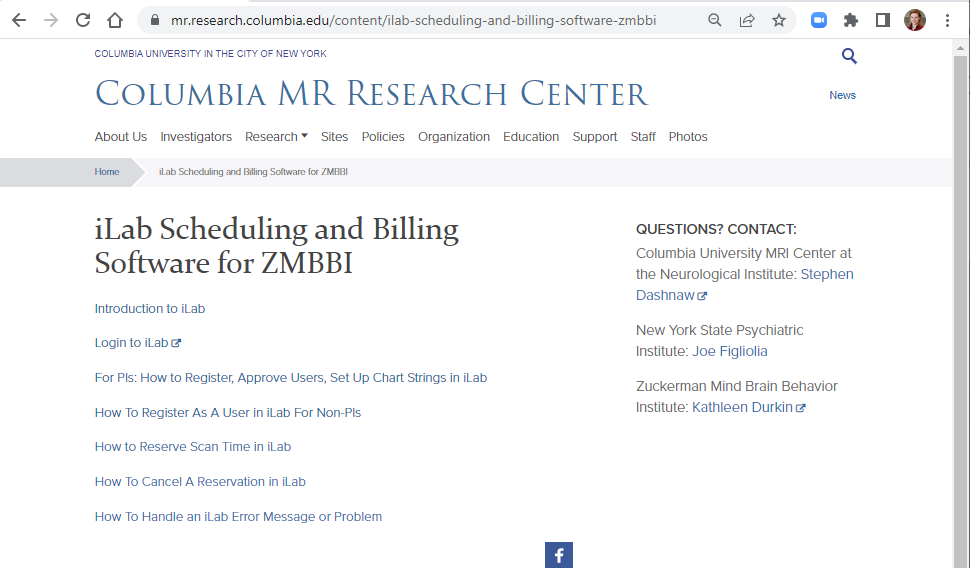 mr.research.columbia.edu/content/ilab-scheduling-and-billing-software-zmbbi
COLUMBIA UNIVERSITY IN THE CITY OF NEW YORK
COLUMBIA MR RESEARCH CENTER
News
About Us Investigators Research Sites Policies Organization Education Support Staff Photos
Home iLab Scheduling and Billing Software for ZMBBI
iLab Scheduling and Billing
Software for ZMBBI
Introduction to iLab
Login to iLab
For PIs: How to Register, Approve Users, Set Up Chart Strings in iLab
How To Register As A User in iLab For Non-PIs
How to Reserve Scan Time in iLab
How To Cancel A Reservation in iLab
How To Handle an iLab Error Message or Problem
QUESTIONS? CONTACT:
Columbia University MRI Center at
the Neurological Institute: Stephen
Dashnaw
New York State Psychiatric
Institute: Joe Figliolia
Zuckerman Mind Brain Behavior
Institute: Kathleen Durkin
f